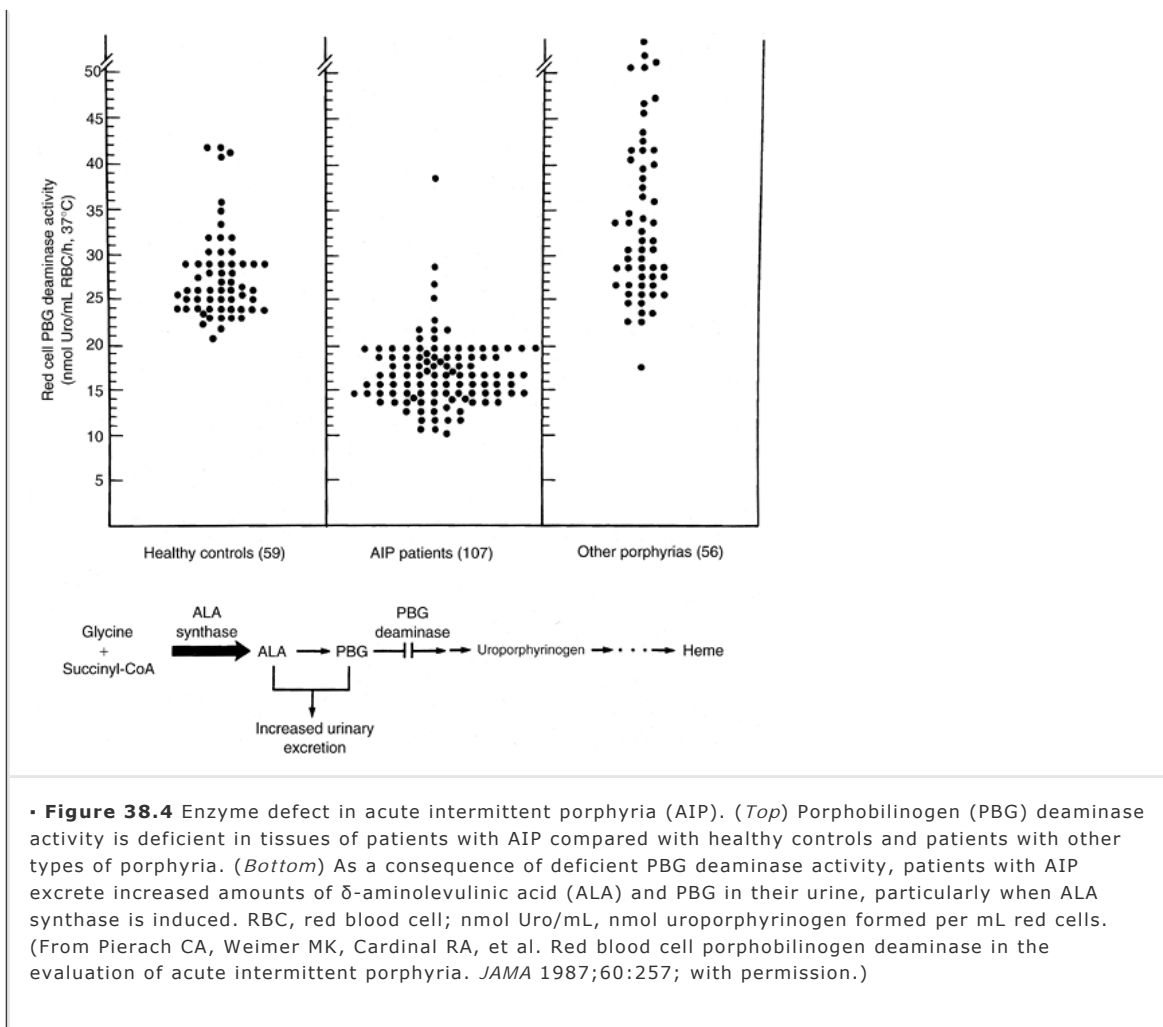 50
45
40
35
30
25
20
15
10
5
Red cell PBG deaminase activity
(nmol Uro/mL RBC/h, 37°C)
Healthy controls (59)
AIP patients (107)
Other porphyrias (56)
Glycine
+
Succinyl-CoA
ALA
synthase
ALA
PBG
PBG
deaminase
Uroporphyrinogen
Heme
Increased urinary
excretion
▪ Figure 38.4 Enzyme defect in acute intermittent porphyria (AIP). (Top) Porphobilinogen (PBG) deaminase
activity is deficient in tissues of patients with AIP compared with healthy controls and patients with other
types of porphyria. (Bottom) As a consequence of deficient PBG deaminase activity, patients with AIP
excrete increased amounts of δ-aminolevulinic acid (ALA) and PBG in their urine, particularly when ALA
synthase is induced. RBC, red blood cell; nmol Uro/mL, nmol uroporphyrinogen formed per mL red cells.
(From Pierach CA, Weimer MK, Cardinal RA, et al. Red blood cell porphobilinogen deaminase in the
evaluation of acute intermittent porphyria. JAMA 1987;60:257; with permission.)